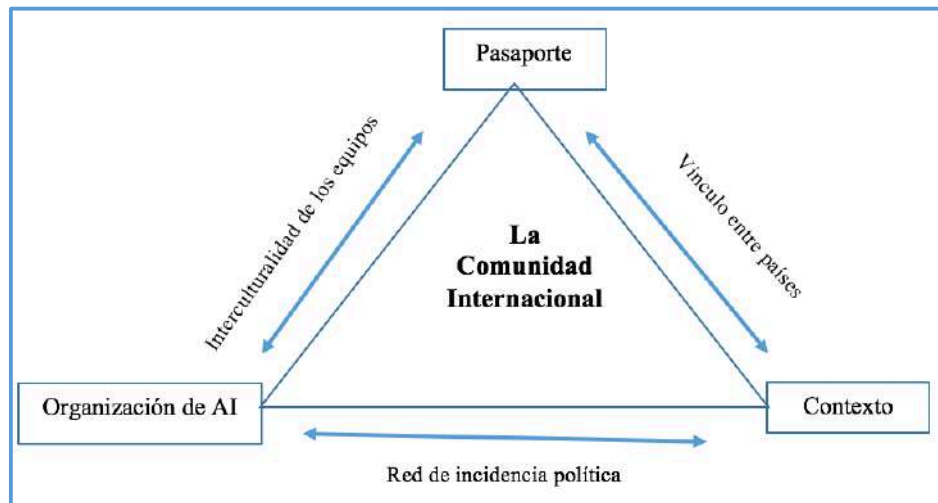 Pasaporte
Interculturalidad de los equipos
Vínculo entre países
La
Comunidad
Internacional
Organización de AI
Contexto
Red de incidencia política